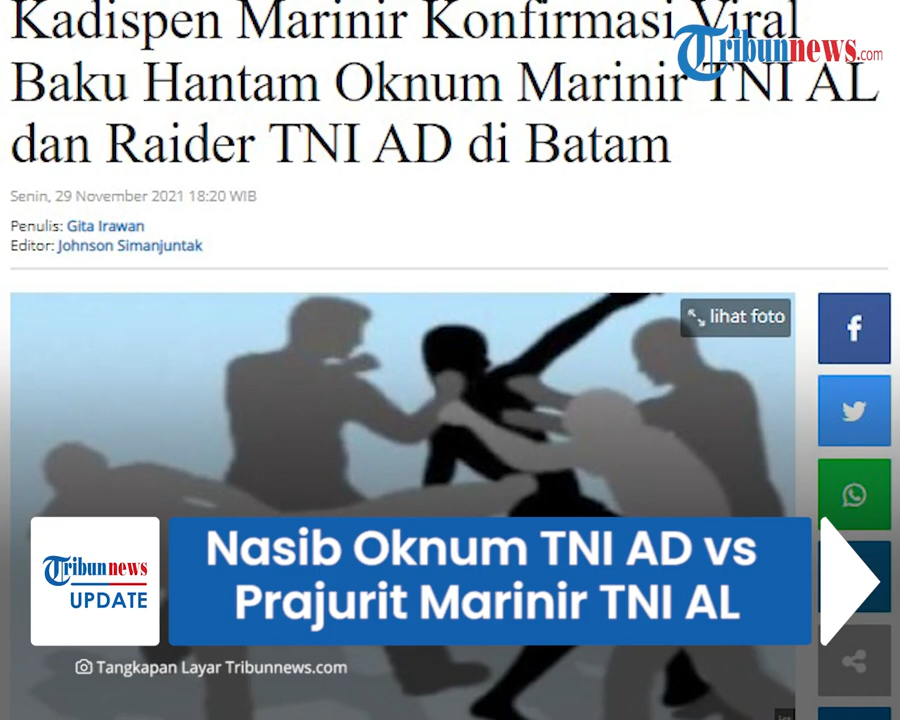 Kadispen Marinir Konfirmasi Viral
Tribunnews.com
Baku Hantam Oknum Marinir TNI AL
dan Raider TNI AD di Batam
Senin, 29 November 2021 18:20 WIB
Penulis: Gita Irawan
Editor: Johnson Simanjuntak
lihat foto
Tribunnews
UPDATE
Nasib Oknum TNI AD vs
Prajurit Marinir TNI AL
Tangkapan Layar Tribunnews.com